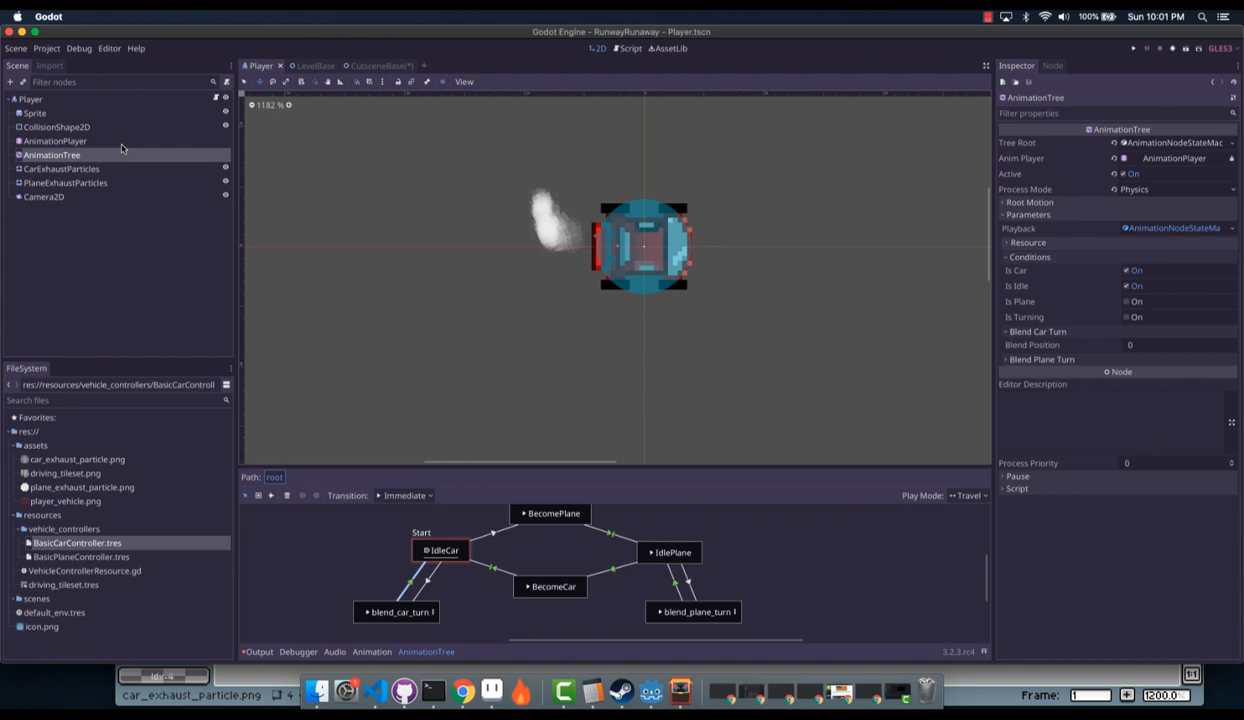 Godot
100%
Sun 10:01 PM
Godot Engine - RunwayRunaway - Player.tscn
Scene Project Debug Editor Help
2D Script AssetLib
GLES3
Scene Import
Filter nodes
Player
Sprite
CollisionShape2D
AnimationPlayer
AnimationTree
CarExhaustParticles
PlaneExhaustParticles
Camera2D
FileSystem
res://resources/vehicle_controllers/BasicCarControll
Search files
Favorites:
res://
assets
car_exhaust_particle.png
driving_tileset.png
plane_exhaust_particle.png
player_vehicle.png
resources
vehicle_controllers
BasicCarController.tres
BasicPlaneController.tres
VehicleControllerResource.gd
driving_tileset.tres
scenes
default_env.tres
icon.png
Player LevelBase CutsceneBase(*)
View
1182 %
Path: root
Transition: Immediate
Play Mode: Travel
BecomePlane
Start
IdleCar
IdlePlane
BecomeCar
blend_car_turn
blend_plane_turn
Output Debugger Audio Animation AnimationTree
3.2.3.rc4
Inspector Node
AnimationTree
Filter properties
AnimationTree
Tree Root AnimationNodeStateMac
Anim Player AnimationPlayer
Active On
Process Mode Physics
Root Motion
Parameters
Playback AnimationNodeStateMa
Resource
Conditions
Is Car On
Is Idle On
Is Plane On
Is Turning On
Blend Car Turn
Blend Position 0
Blend Plane Turn
Node
Editor Description
Process Priority 0
Pause
Script
car_exhaust_particle.png
4
Frame: 1
1200.0%
1:1